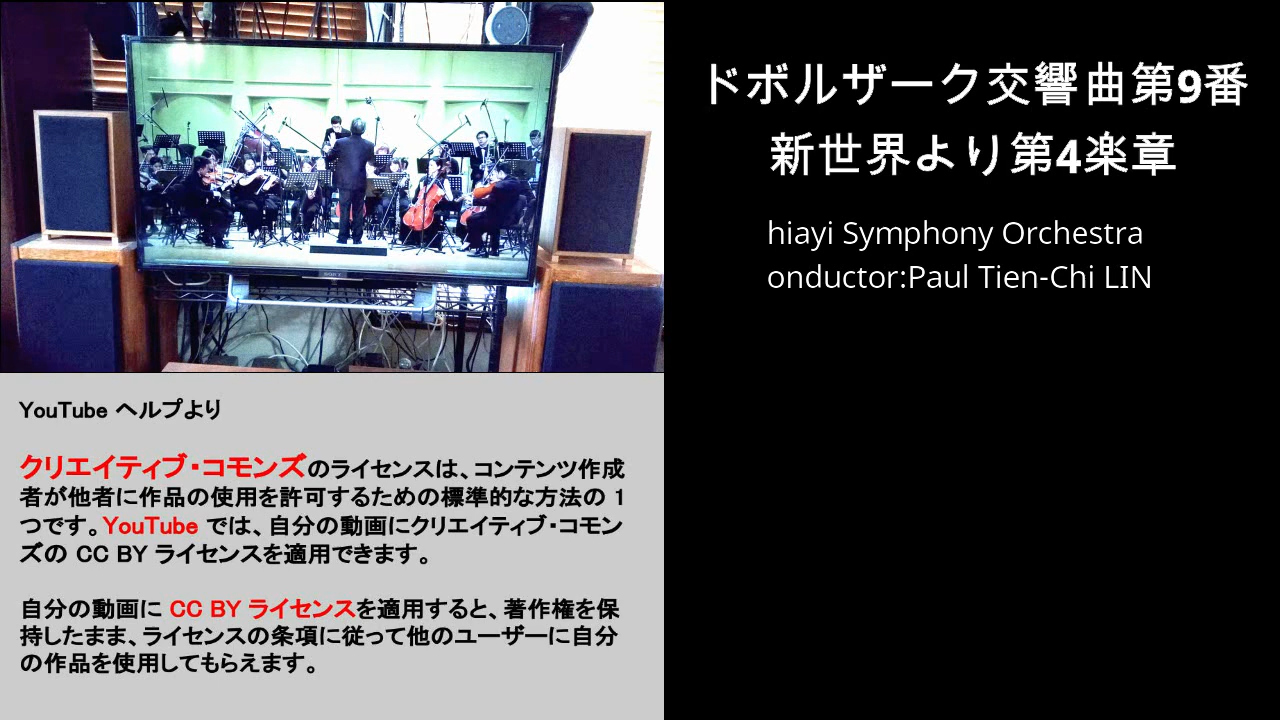 ドボルザーク交響曲第9番
新世界より第4楽章
hiayi Symphony Orchestra
onductor:Paul Tien-Chi LIN
SONY
YouTube ヘルプより
クリエイティブ・コモンズのライセンスは、コンテンツ作成
者が他者に作品の使用を許可するための標準的な方法の 1
つです。YouTube では、自分の動画にクリエイティブ・コモン
ズの CC BY ライセンスを適用できます。
自分の動画に CC BY ライセンスを適用すると、著作権を保
持したまま、ライセンスの条項に従って他のユーザーに自分
の作品を使用してもらえます。